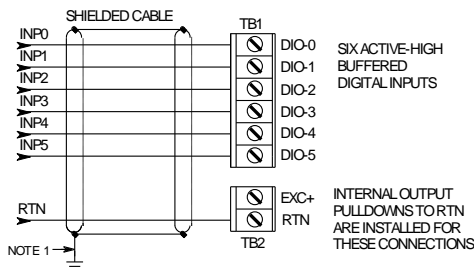 SHIELDED CABLE
TB1
INP0
INP1
INP2
INP3
INP4
INP5
DIO-0
DIO-1
DIO-2
DIO-3
DIO-4
DIO-5
SIX ACTIVE-HIGH
BUFFERED
DIGITAL INPUTS
RTN
EXC+
RTN
TB2
INTERNAL OUTPUT
PULLDOWNS TO RTN
ARE INSTALLED FOR
THESE CONNECTIONS
NOTE 1